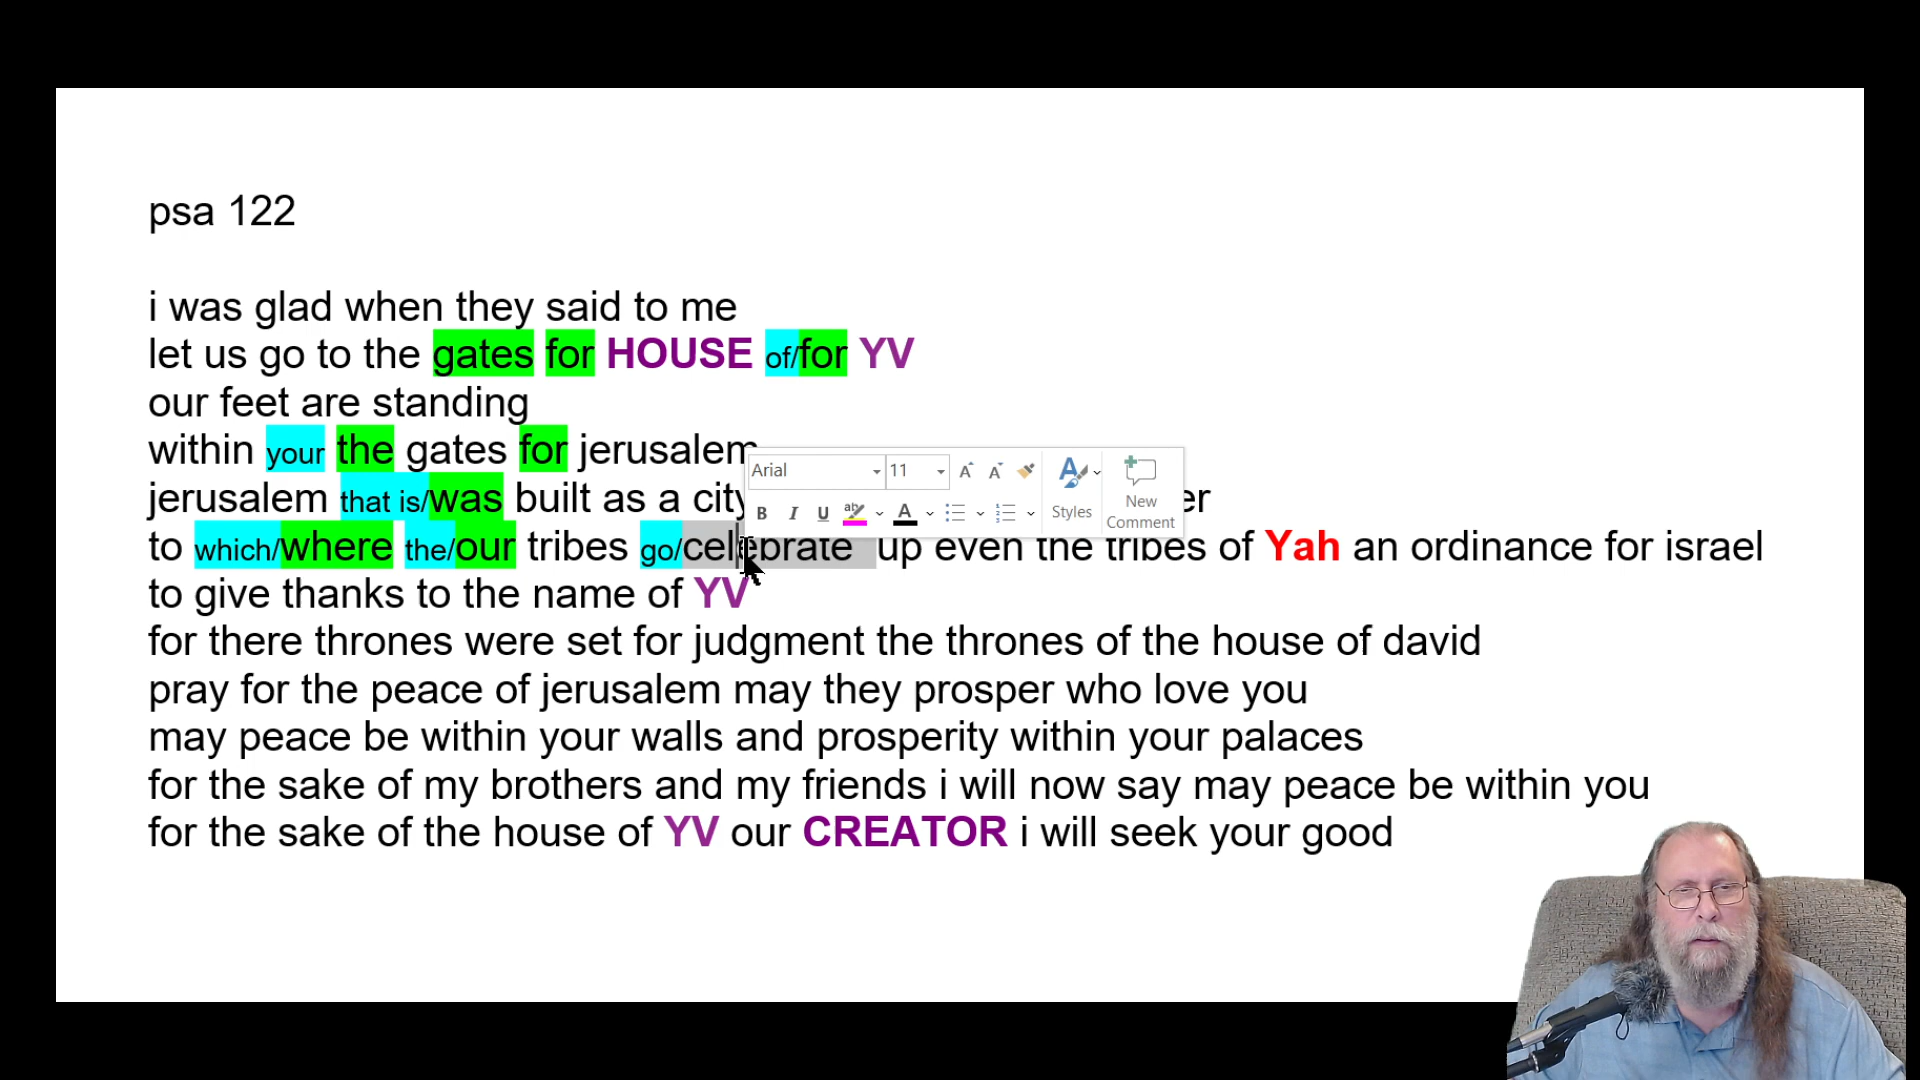 psa 122
i was glad when they said to me
let us go to the gates for HOUSE of/for YV
our feet are standing
within your the gates for jerusalem
jerusalem that is/was built as a city er
to which/where the/our tribes go/celebrate up even the tribes of Yah an ordinance for israel
to give thanks to the name of YV
for there thrones were set for judgment the thrones of the house of david
pray for the peace of jerusalem may they prosper who love you
may peace be within your walls and prosperity within your palaces
for the sake of my brothers and my friends i will now say may peace be within you
for the sake of the house of YV our CREATOR i will seek your good
Arial 11 A A A New
B I U ab A Styles Comment